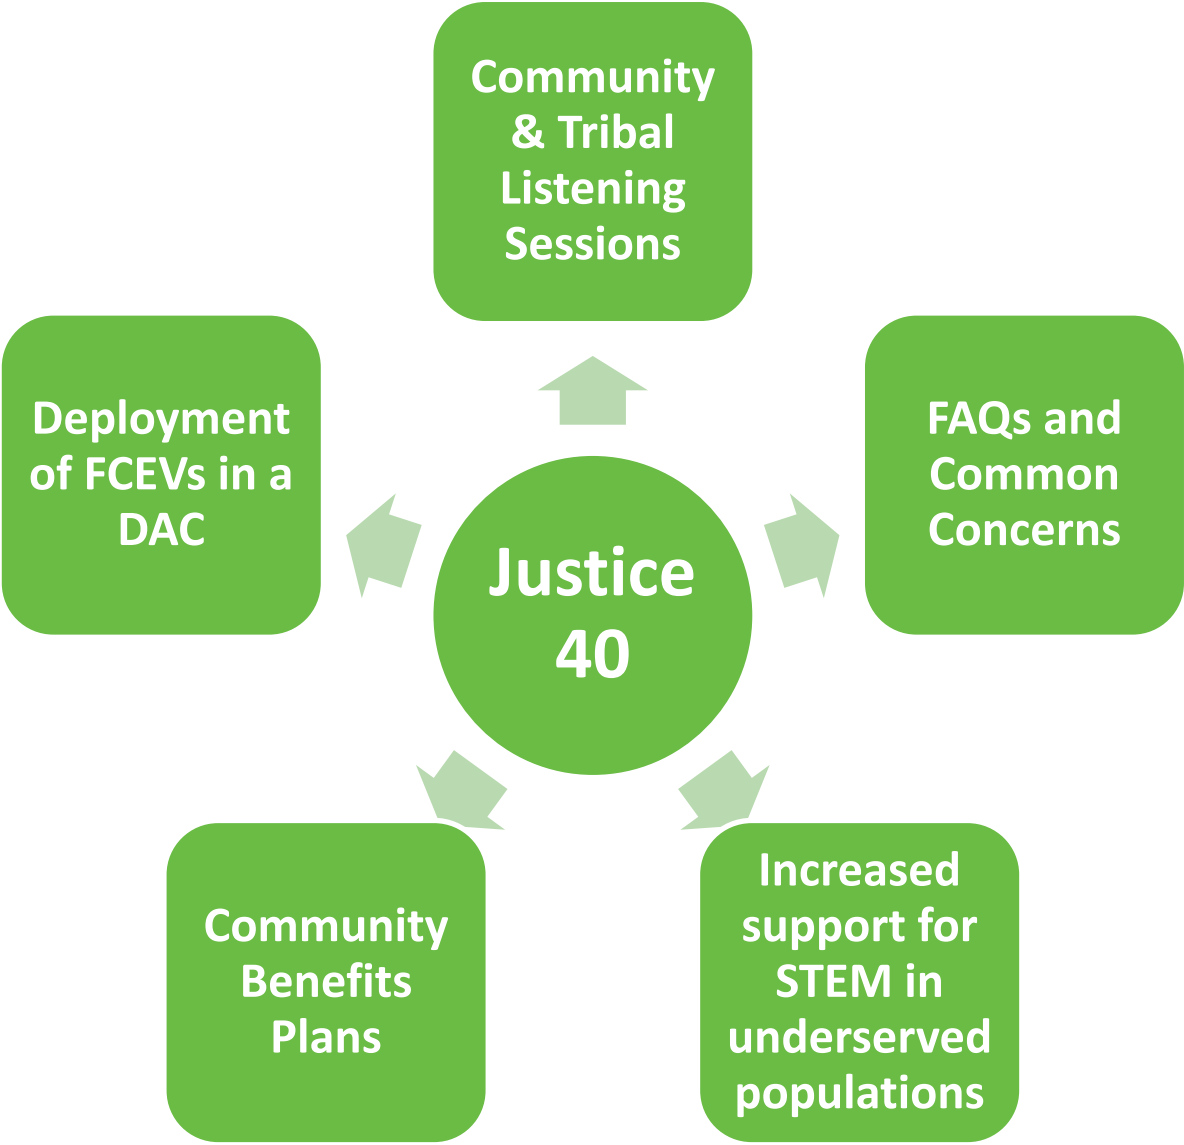 Community
& Tribal
Listening
Sessions
Deployment
of FCEVs in a
DAC
FAQs and
Common
Concerns
Justice
40
Community
Benefits
Plans
Increased
support for
STEM in
underserved
populations